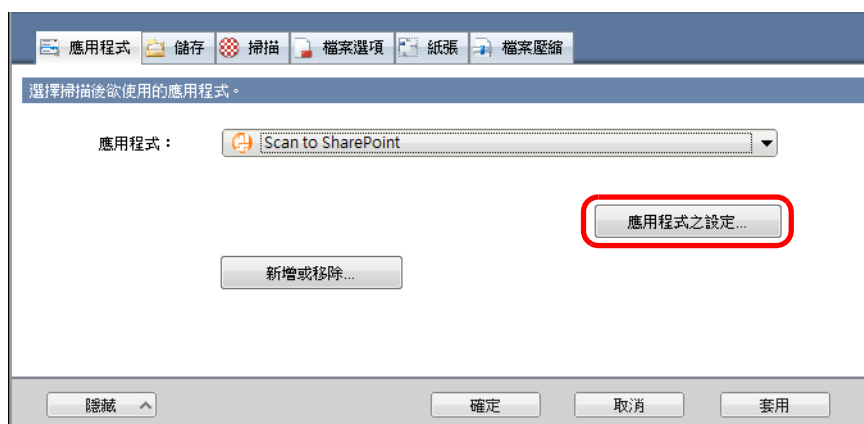 應用程式 儲存 掃描 檔案選項 紙張 檔案壓縮
選擇掃描後欲使用的應用程式。
應用程式： Scan to SharePoint
應用程式之設定...
新增或移除...
隱藏 確定 取消 套用